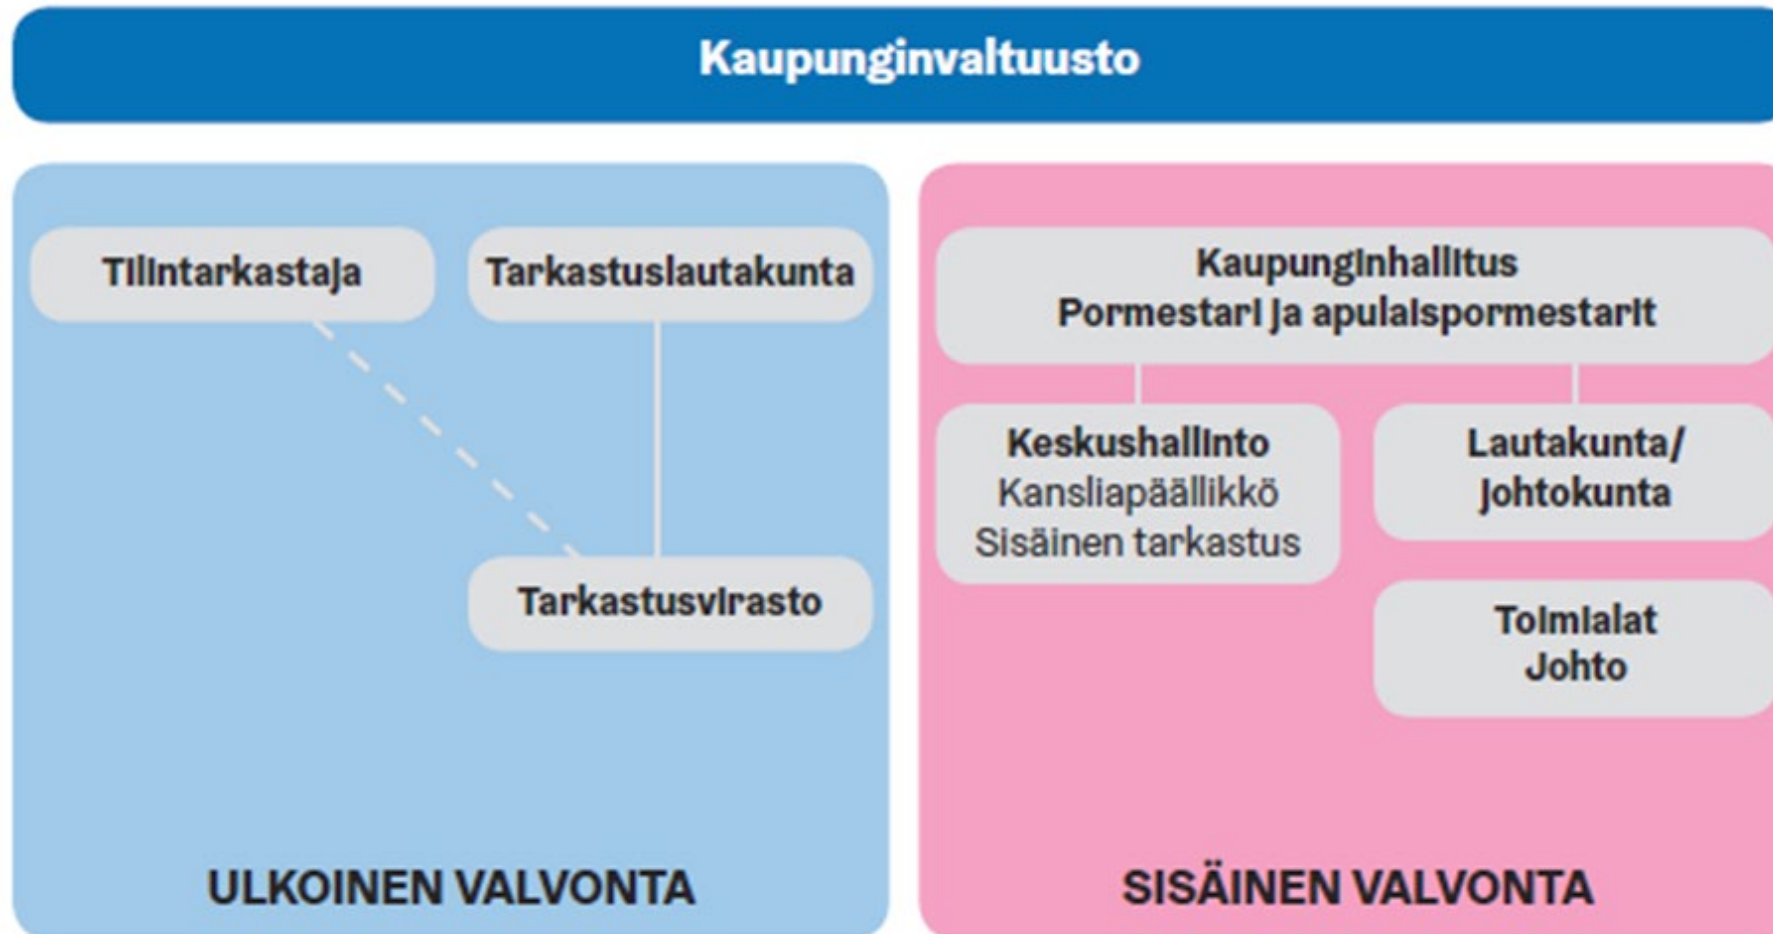 Kaupunginvaltuusto
Tilintarkastaja
Tarkastuslautakunta
Tarkastusvirasto
ULKOINEN VALVONTA
Kaupunginhallitus
Pormestari ja apulaispormestarit
Keskushallinto
Kansliapäällikkö
Sisäinen tarkastus
Lautakunta/
Johtokunta
Toimialat
Johto
SISÄINEN VALVONTA